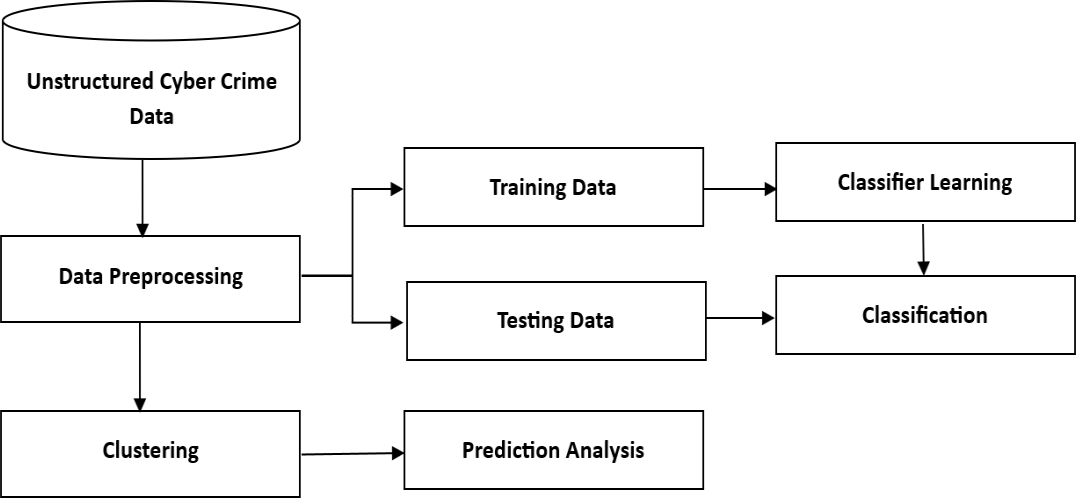 Unstructured Cyber Crime
Data
Training Data
Classifier Learning
Data Preprocessing
Testing Data
Classification
Clustering
Prediction Analysis